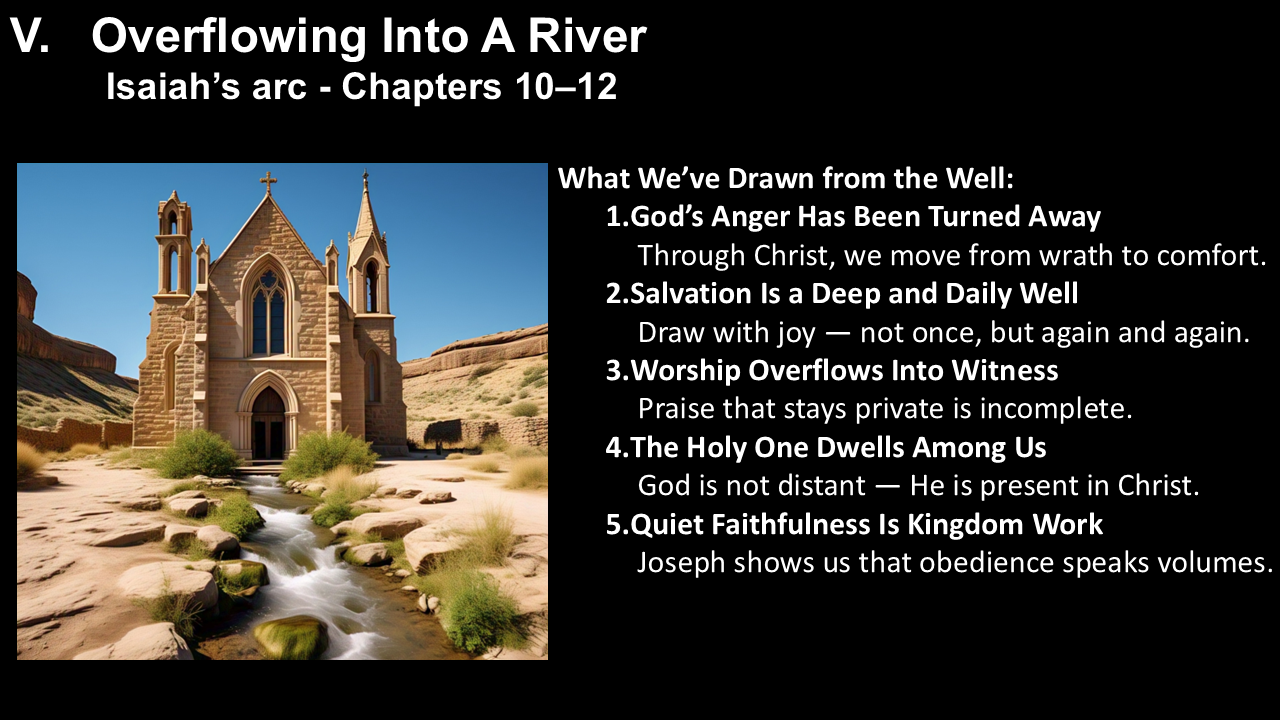 V. Overflowing Into A River
Isaiah’s arc - Chapters 10–12
What We’ve Drawn from the Well:
1.God’s Anger Has Been Turned Away
Through Christ, we move from wrath to comfort.
2.Salvation Is a Deep and Daily Well
Draw with joy — not once, but again and again.
3.Worship Overflows Into Witness
Praise that stays private is incomplete.
4.The Holy One Dwells Among Us
God is not distant — He is present in Christ.
5.Quiet Faithfulness Is Kingdom Work
Joseph shows us that obedience speaks volumes.